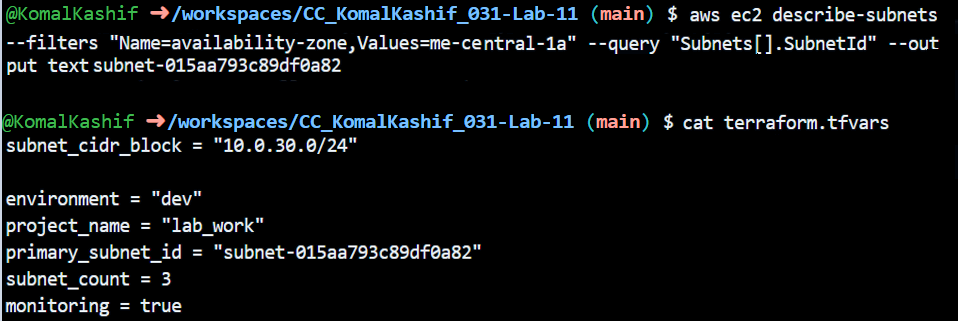 @KomalKashif ➜/workspaces/CC_KomalKashif_031-Lab-11 (main) $ aws ec2 describe-subnets
--filters "Name=availability-zone,Values=me-central-1a" --query "Subnets[].SubnetId" --out
put text subnet-015aa793c89df0a82
@KomalKashif ➜/workspaces/CC_KomalKashif_031-Lab-11 (main) $ cat terraform.tfvars
subnet_cidr_block = "10.0.30.0/24"
environment = "dev"
project_name = "lab_work"
primary_subnet_id = "subnet-015aa793c89df0a82"
subnet_count = 3
monitoring = true